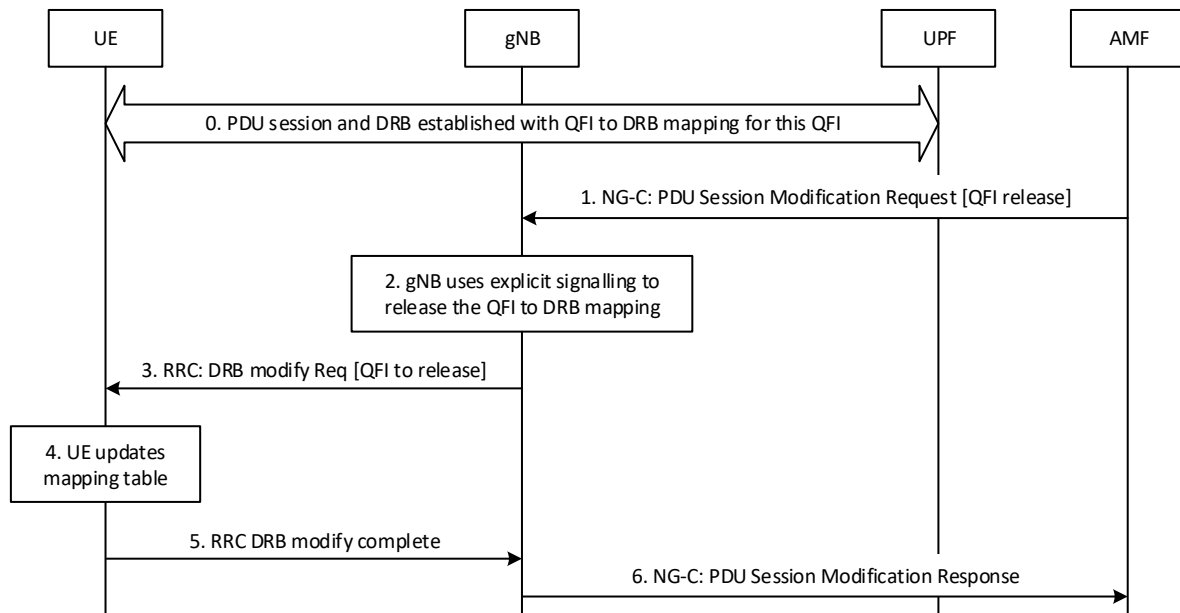 UE
gNB
UPF
AMF
0. PDU session and DRB established with QFI to DRB mapping for this QFI
1. NG-C: PDU Session Modification Request [QFI release]
2. gNB uses explicit signalling to
release the QFI to DRB mapping
3. RRC: DRB modify Req [QFI to release]
4. UE updates
mapping table
5. RRC DRB modify complete
6. NG-C: PDU Session Modification Response